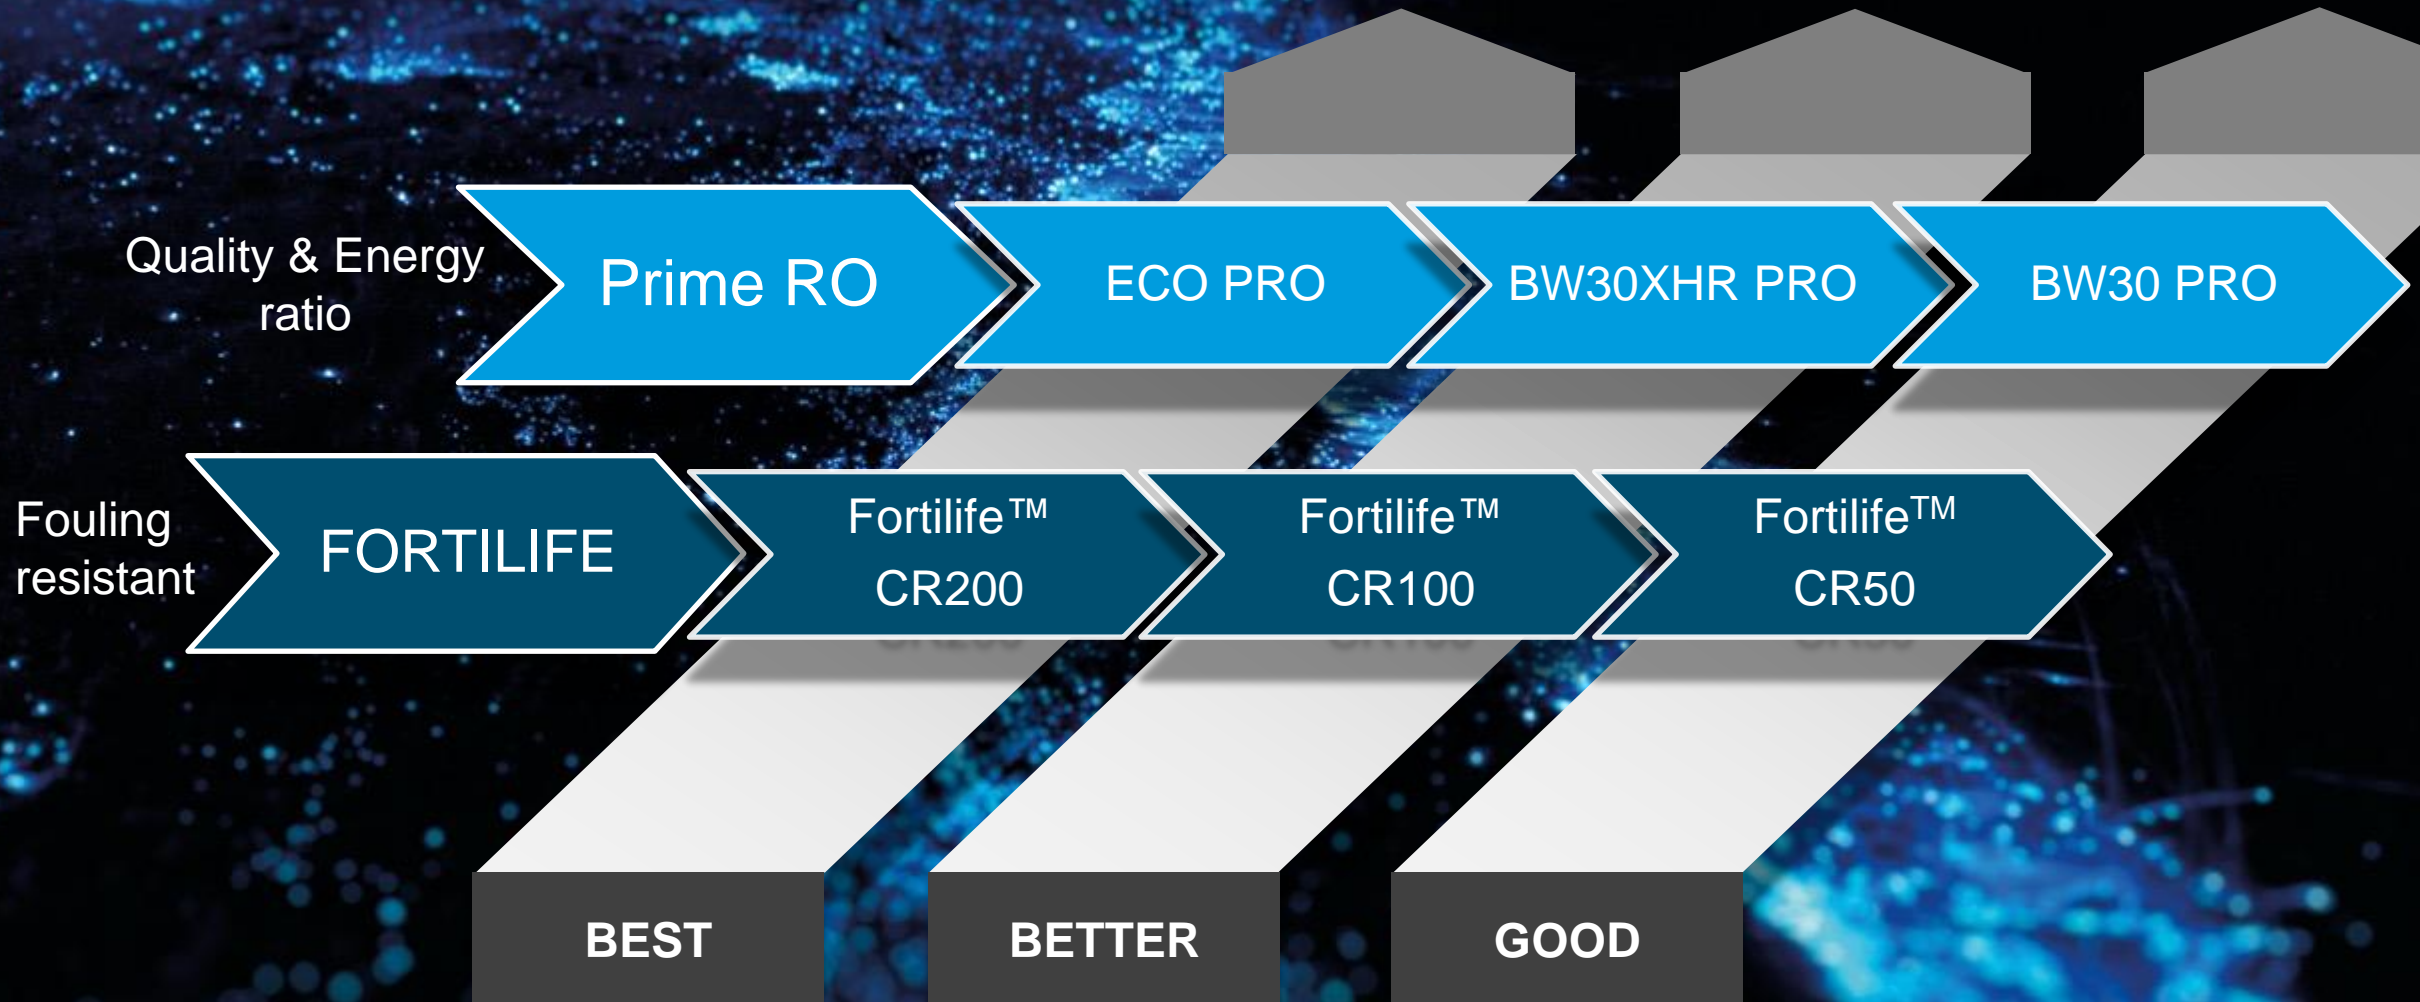 Quality & Energy
ratio
Prime RO
ECO PRO
BW30XHR PRO
BW30 PRO
Fouling
resistant
FORTILIFE
Fortilife™
CR200
Fortilife™
CR100
Fortilife™
CR50
BEST
BETTER
GOOD